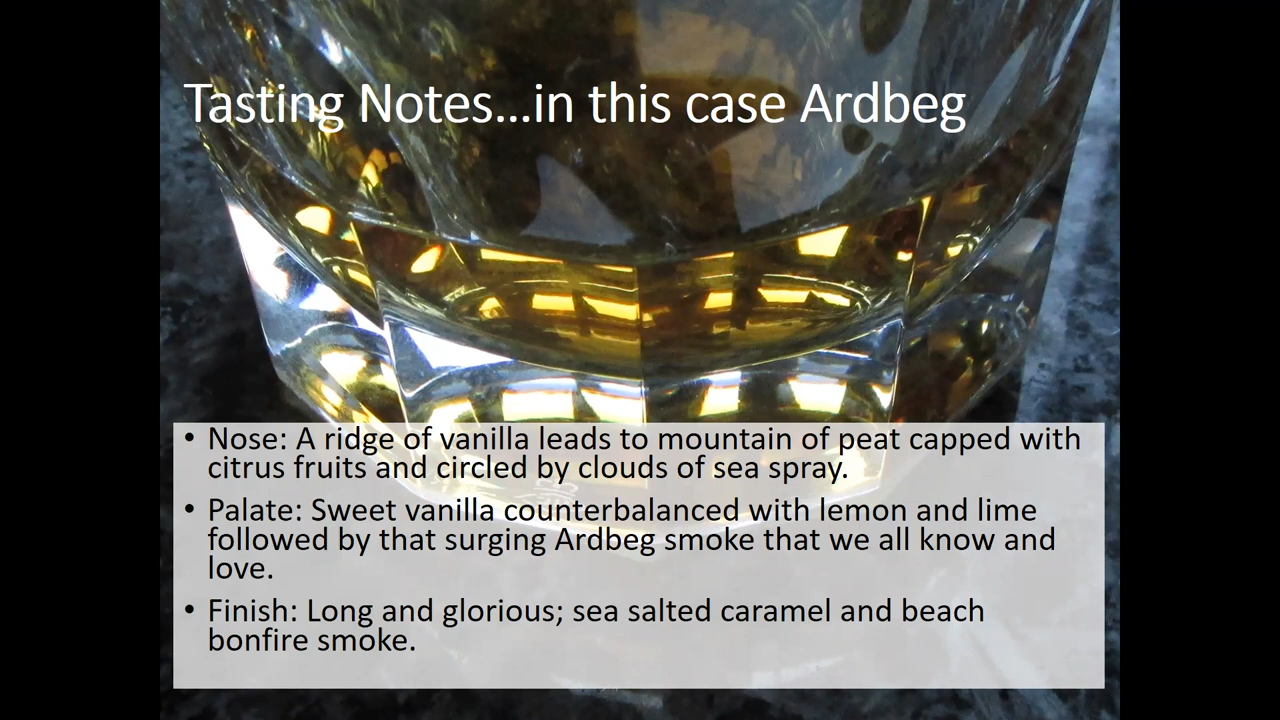 Tasting Notes...in this case Ardbeg
• Nose: A ridge of vanilla leads to mountain of peat capped with
citrus fruits and circled by clouds of sea spray.
• Palate: Sweet vanilla counterbalanced with lemon and lime
followed by that surging Ardbeg smoke that we all know and
love.
• Finish: Long and glorious; sea salted caramel and beach
bonfire smoke.